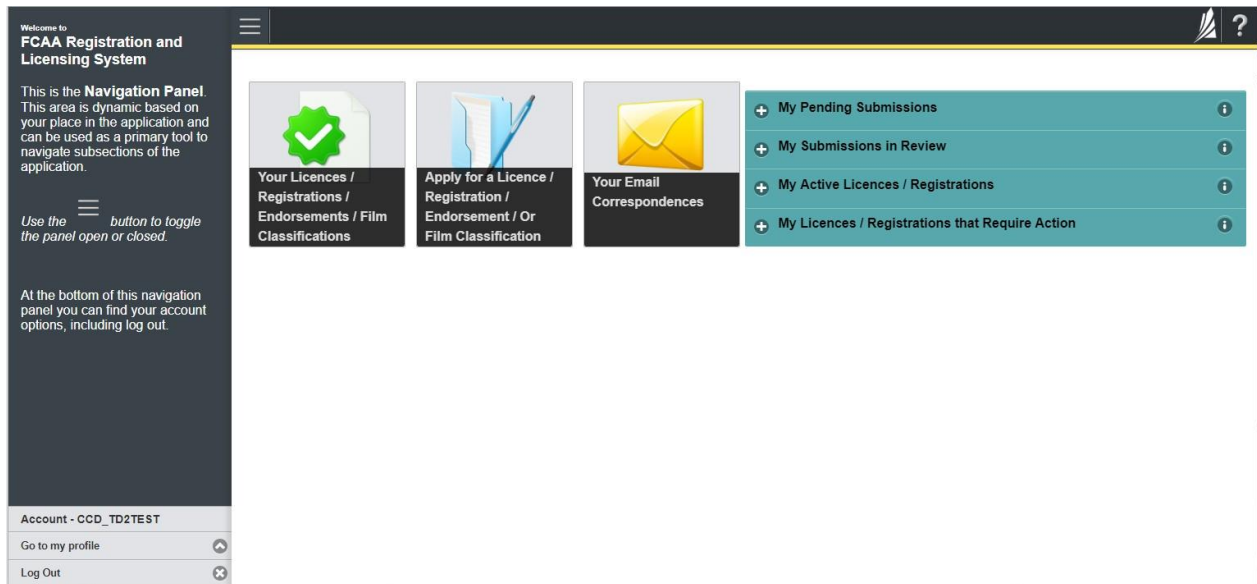 Welcome to
FCAA Registration and
Licensing System
This is the Navigation Panel.
This area is dynamic based on
your place in the application and
can be used as a primary tool to
navigate subsections of the
application.
Use the button to toggle
the panel open or closed.
At the bottom of this navigation
panel you can find your account
options, including log out.
Account - CCD_TD2TEST
Go to my profile
Log Out
?
Your Licences /
Registrations /
Endorsements / Film
Classifications
Apply for a Licence /
Registration /
Endorsement / Or
Film Classification
Your Email
Correspondences
My Pending Submissions
My Submissions in Review
My Active Licences / Registrations
My Licences / Registrations that Require Action